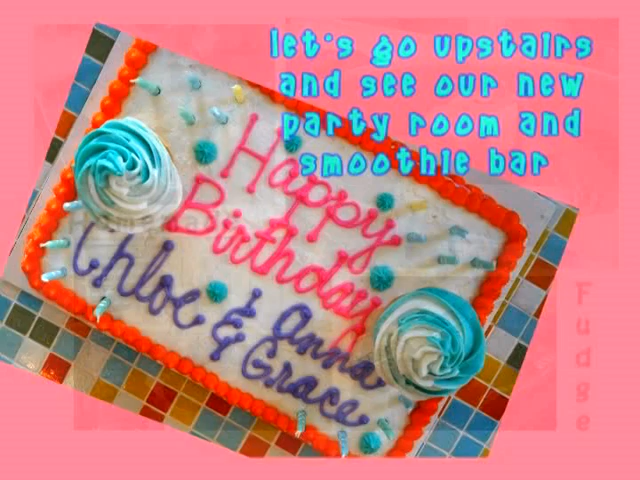 let's go upstairs
and see our new
party room and
smoothie bar
Happy
Birthday
Chloe & Anna
& Grace
Fudge